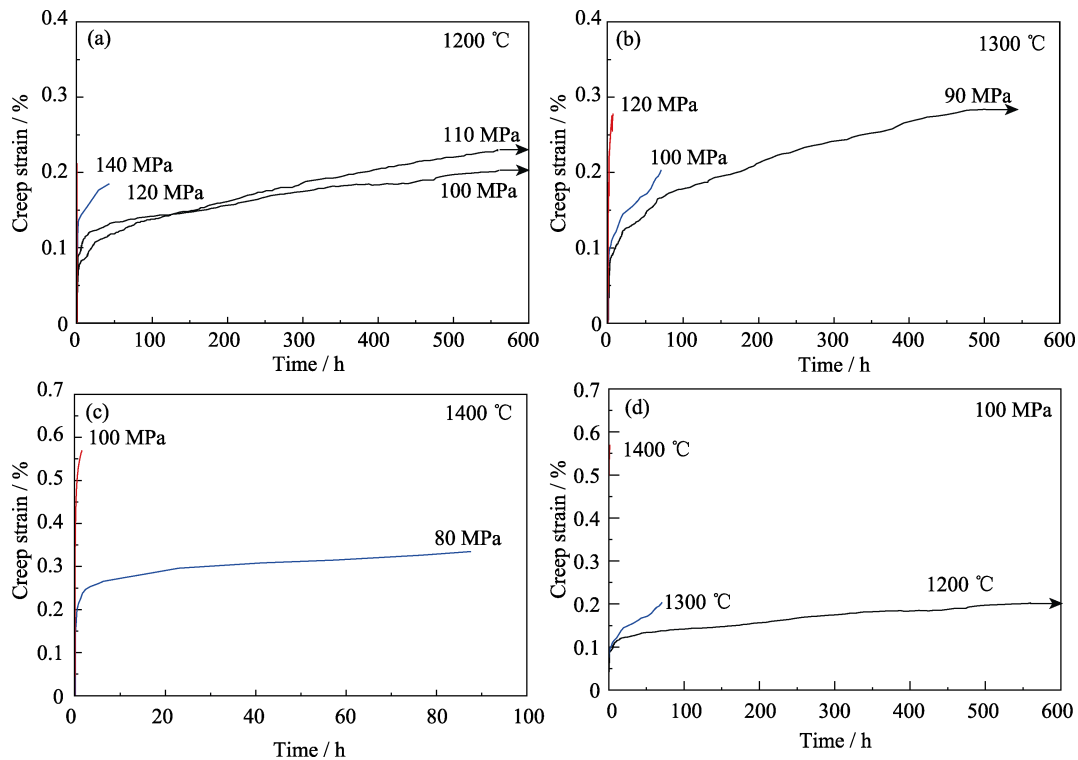 (a)
1200 ℃
0.4
0.3
0.2
0.1
0
Creep strain / %
140 MPa
120 MPa
110 MPa
100 MPa
0 100 200 300 400 500 600
Time / h
(b)
1300 ℃
0.4
0.3
0.2
0.1
0
Creep strain / %
120 MPa
100 MPa
90 MPa
0 100 200 300 400 500 600
Time / h
(c)
1400 ℃
0.7
0.6
0.5
0.4
0.3
0.2
0.1
0
Creep strain / %
100 MPa
80 MPa
0 20 40 60 80 100
Time / h
(d)
100 MPa
0.7
0.6
0.5
0.4
0.3
0.2
0.1
0
Creep strain / %
1400 ℃
1300 ℃
1200 ℃
0 100 200 300 400 500 600
Time / h